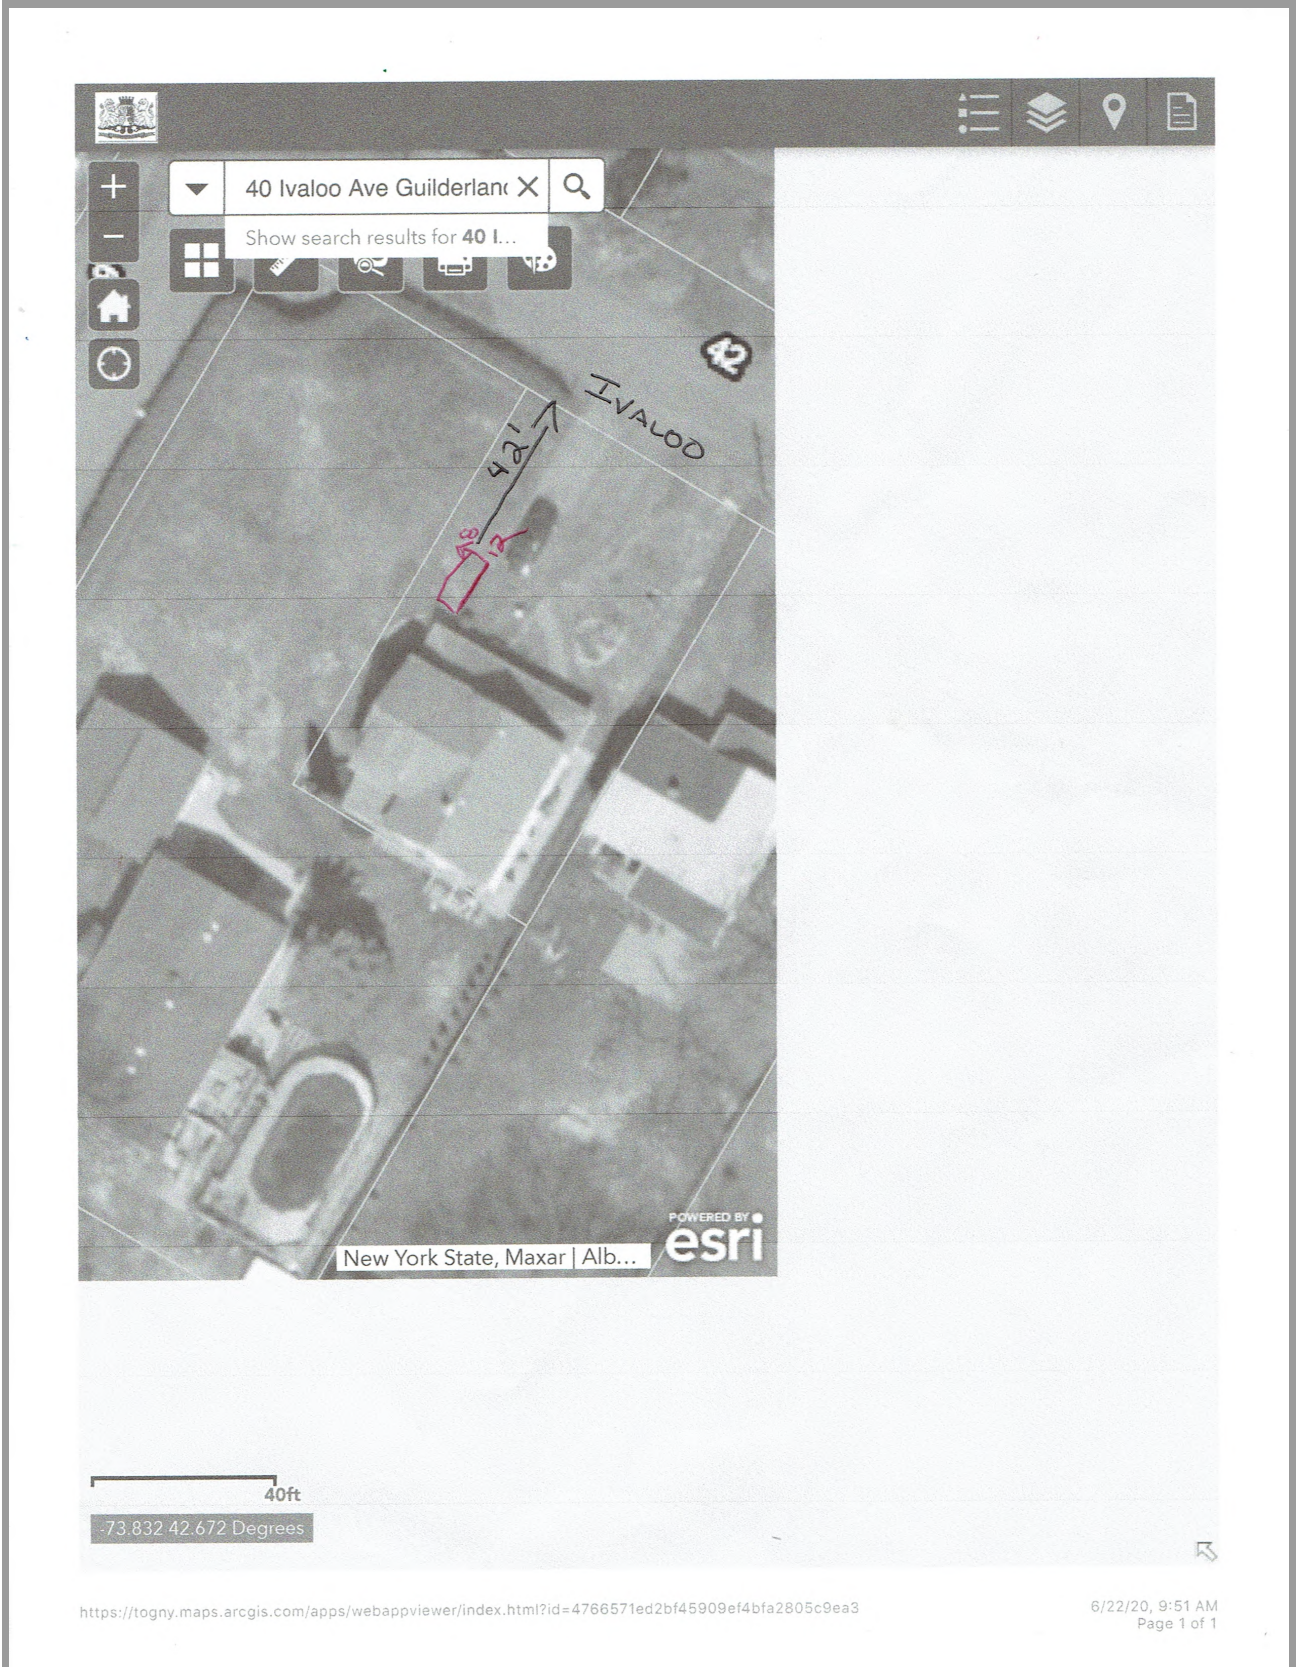 40 Ivaloo Ave Guilderland
Show search results for 40 I...
42
IVALOO
42'
8
12
POWERED BY
esri
New York State, Maxar | Alb...
40ft
-73.832 42.672 Degrees
https://togny.maps.arcgis.com/apps/webappviewer/index.html?id=4766571ed2bf45909ef4bfa2805c9ea3
6/22/20, 9:51 AM
Page 1 of 1